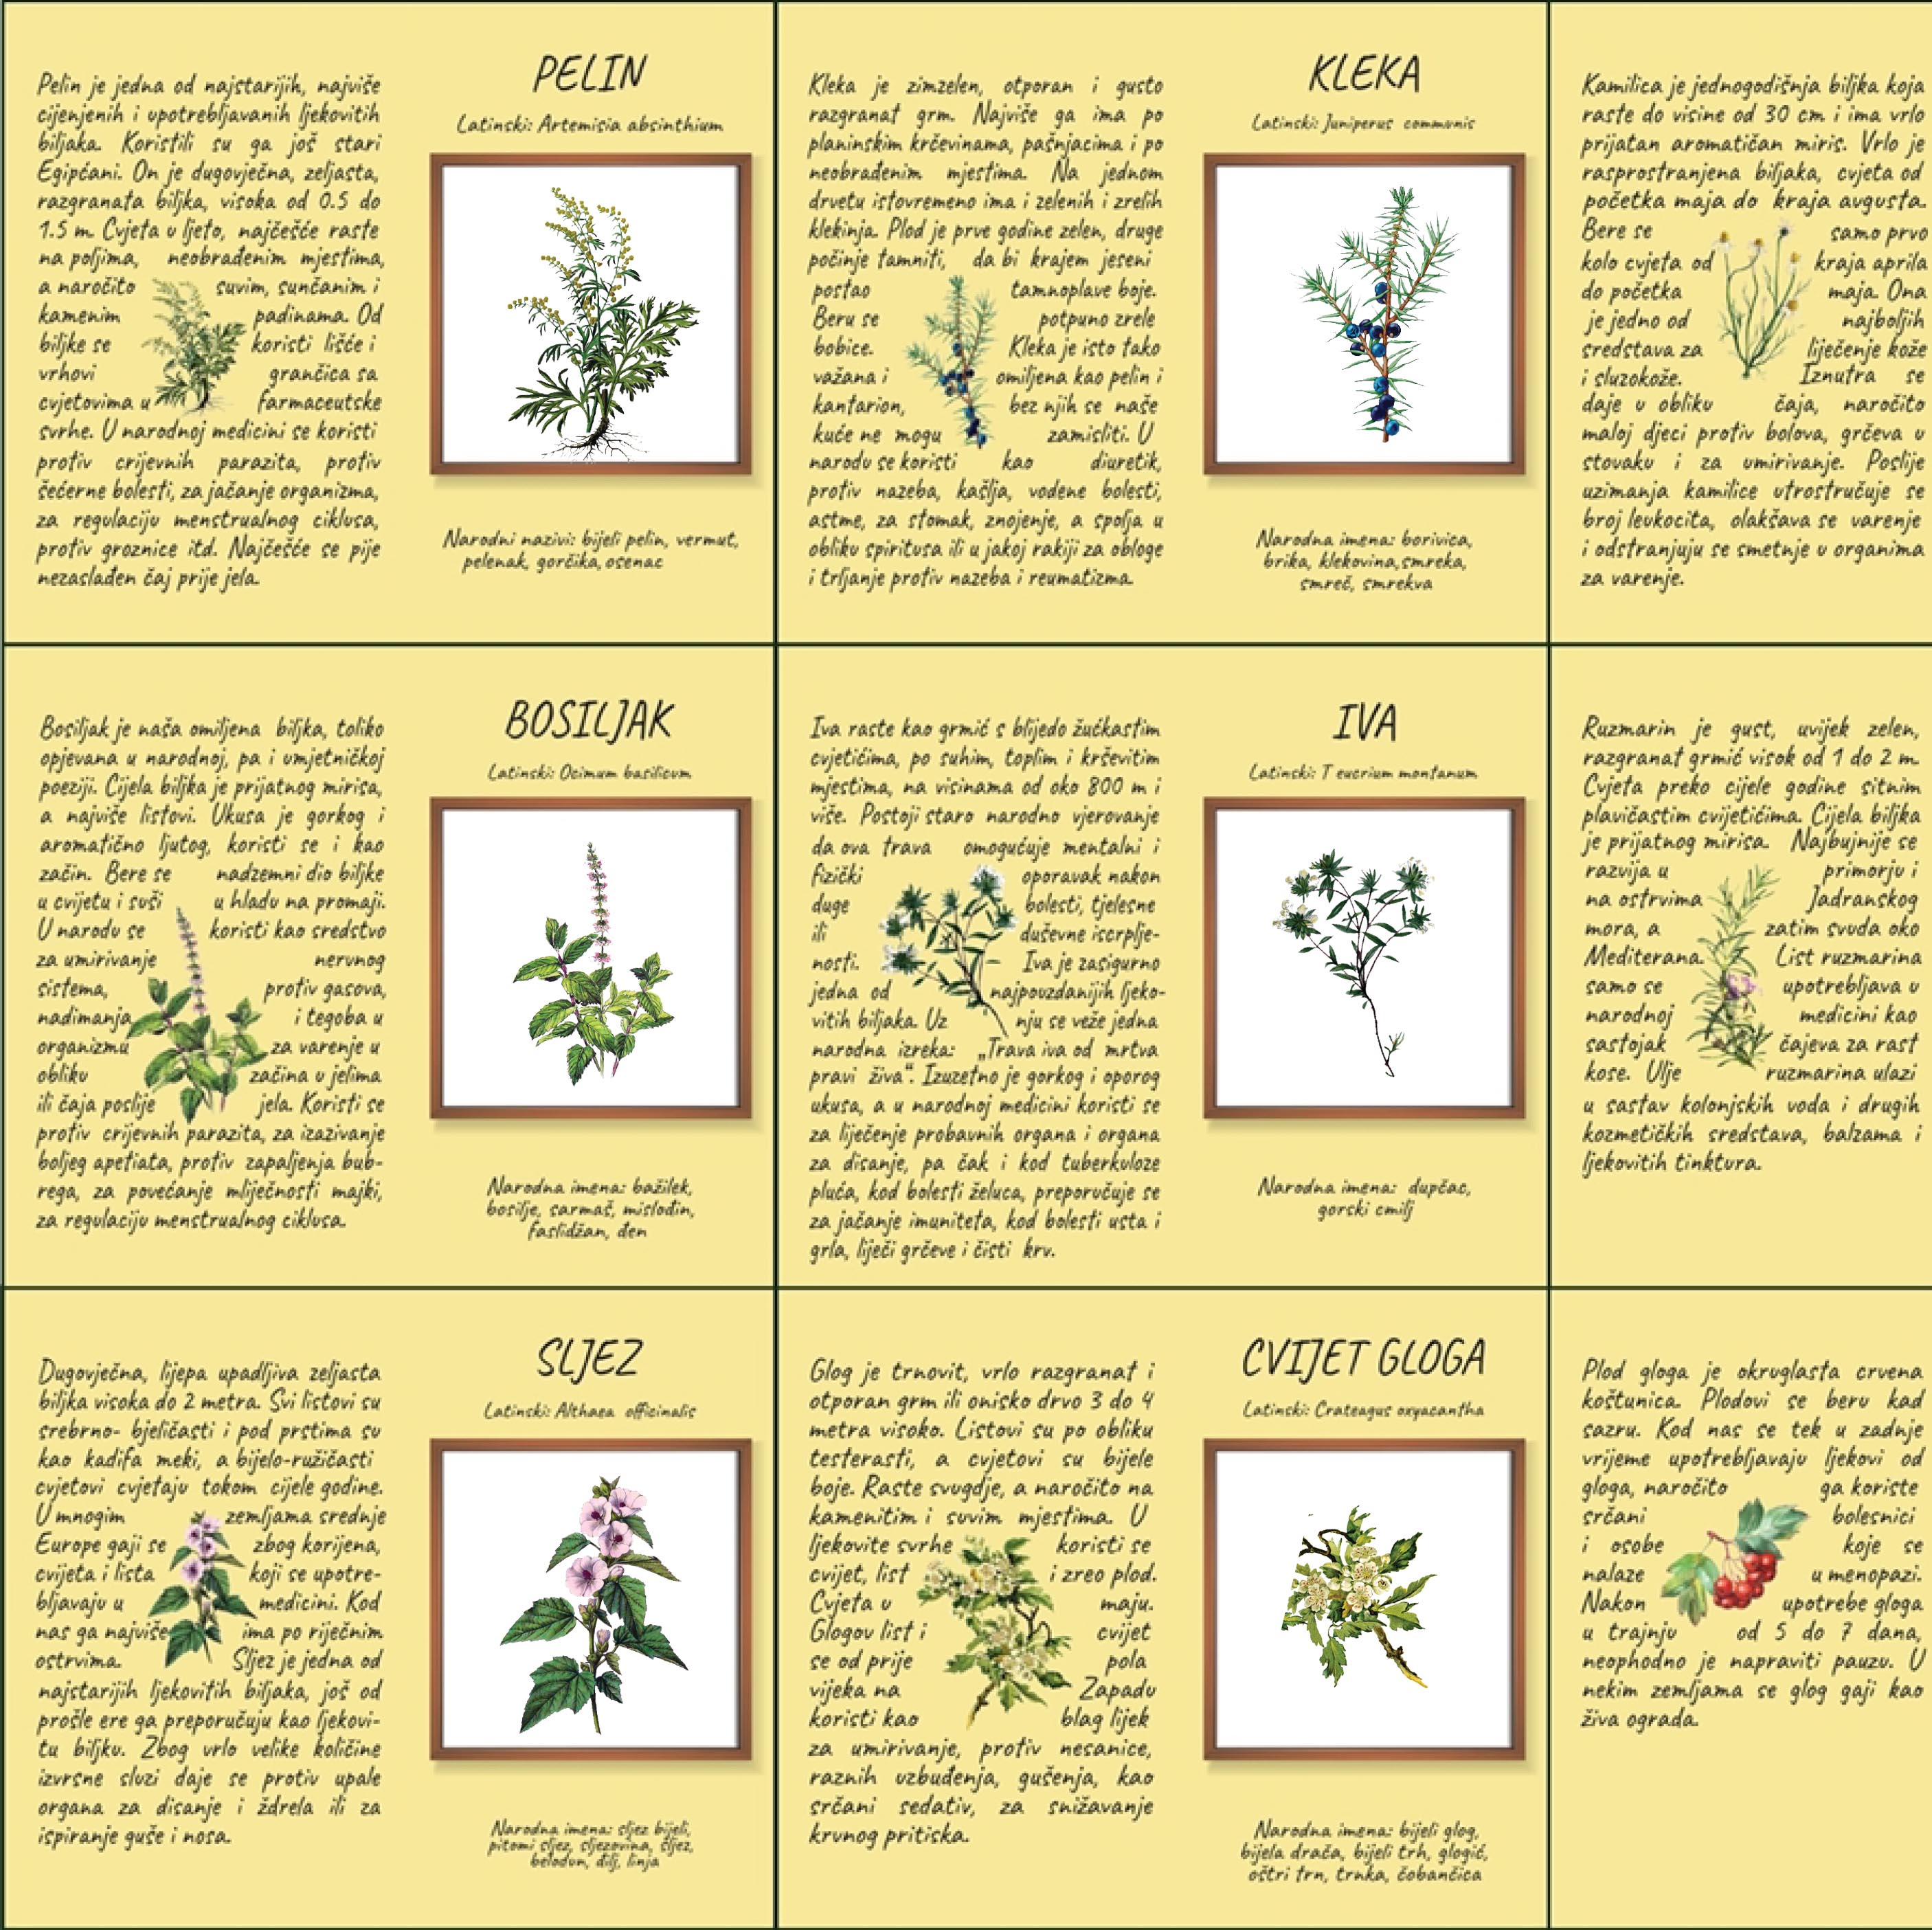 Pelin je jedna od najstarijih, najviše
cijenjenih i upotrebljavanih ljekovitih
biljaka. Koristili su ga još stari
Egipćani. On je dugovječna, zeljasta,
razgranata biljka, visoka od 0.5 do
1.5 m. Cvjeta u ljeto, najčešće raste
na poljima, neobrađenim mjestima,
a naročito suvim, sunčanim i
kamenim padinama. Od
biljke se koristi lišće i
vrhovi grančica sa
cvjetovima u farmaceutske
svrhe. U narodnoj medicini se koristi
protiv crijevnih parazita, protiv
šećerne bolesti, za jačanje organizma,
za regulaciju menstrualnog ciklusa,
protiv groznice itd. Najčešće se pije
nezaslađen čaj prije jela.
PELIN
Latinski: Artemisia absinthium
Narodni nazivi: bijeli pelin, vermut,
pelenak, gorčika, osenac
Kleka je zimzelen, otporan i gusto
razgranat grm. Najviše ga ima po
planinskim krčevinama, pašnjacima i po
neobrađenim mjestima. Na jednom
drvetu istovremeno ima i zelenih i zrelih
klekinja. Plod je prve godine zelen, druge
počinje tamniti, da bi krajem jeseni
postao tamnoplave boje.
Beru se potpuno zrele
bobice. Kleka je isto tako
važana i omiljena kao pelin i
kantarion, bez njih se naše
kuće ne mogu zamisliti. U
narodu se koristi kao diuretik,
protiv nazeba, kašlja, vodene bolesti,
astme, za stomak, znojenje, a spolja u
obliku spiritusa ili u jakoj rakiji za obloge
i trljanje protiv nazeba i reumatizma.
KLEKA
Latinski: Juniperus communis
Narodna imena: borivica,
brika, klekovina, smreka,
smreč, smrekva
Kamilica je jednogodišnja biljka koja
raste do visine od 30 cm i ima vrlo
prijatan aromatičan miris. Vrlo je
rasprostranjena biljaka, cvjeta od
početka maja do kraja avgusta.
Bere se samo prvo
kolo cvjeta od kraja aprila
do početka maja. Ona
je jedno od najboljih
sredstava za liječenje kože
i sluzokože. Iznutra se
daje u obliku čaja, naročito
maloj djeci protiv bolova, grčeva u
stovaku i za umirivanje. Poslije
uzimanja kamilice utrostručuje se
broj leukocita, olakšava se varenje
i odstranjuju se smetnje u organima
za varenje.
Bosiljak je naša omiljena biljka, toliko
opjevana u narodnoj, pa i umjetničkoj
poeziji. Cijela biljka je prijatnog mirisa,
a najviše listovi. Ukusa je gorkog i
aromatično ljutog, koristi se i kao
začin. Bere se nadzemni dio biljke
u cvijetu i suši u hladu na promaji.
U narodu se koristi kao sredstvo
za umirivanje nervnog
sistema, protiv gasova,
nadimanja i tegoba u
organizmu za varenje u
obliku začina u jelima
ili čaja poslije jela. Koristi se
protiv crijevnih parazita, za izazivanje
boljeg apetiata, protiv zapaljenja bub-
rega, za povećanje mliječnosti majki,
za regulaciju menstrualnog ciklusa.
BOSILJAK
Latinski: Ocimum basilicum
Narodna imena: bažilek,
bosilje, sarmaš, mislođin,
faslidžan, đen
Iva raste kao grmić s blijedo žućkastim
cvjetićima, po suhim, toplim i krševitim
mjestima, na visinama od oko 800 m i
više. Postoji staro narodno vjerovanje
da ova trava omogućuje mentalni i
fizički oporavak nakon
duge bolesti, tjelesne
ili duševne iscrplje-
nosti. Iva je zasigurno
jedna od najpouzdanijih ljeko-
vitih biljaka. Uz nju se veže jedna
narodna izreka: „Trava iva od mrtva
pravi živa“. Izuzetno je gorkog i oporog
ukusa, a u narodnoj medicini koristi se
za liječenje probavnih organa i organa
za disanje, pa čak i kod tuberkuloze
pluća, kod bolesti želuca, preporučuje se
za jačanje imuniteta, kod bolesti usta i
grla, liječi grčeve i čisti krv.
IVA
Latinski: T eucrium montanum
Narodna imena: dupčac,
gorski cmilj
Ruzmarin je gust, uvijek zelen,
razgranat grmić visok od 1 do 2 m.
Cvjeta preko cijele godine sitnim
plavičastim cvijetićima. Cijela biljka
je prijatnog mirisa. Najbujnije se
razvija u primorju i
na ostrvima Jadranskog
mora, a zatim svuda oko
Mediterana. List ruzmarina
samo se upotrebljava u
narodnoj medicini kao
sastojak čajeva za rast
kose. Ulje ruzmarina ulazi
u sastav kolonjskih voda i drugih
kozmetičkih sredstava, balzama i
ljekovitih tinktura.
Dugovječna, lijepa upadljiva zeljasta
biljka visoka do 2 metra. Svi listovi su
srebrno- bjeličasti i pod prstima su
kao kadifa meki, a bijelo-ružičasti
cvjetovi cvjetaju tokom cijele godine.
U mnogim zemljama srednje
Europe gaji se zbog korijena,
cvijeta i lista koji se upotre-
bljavaju u medicini. Kod
nas ga najviše ima po riječnim
ostrvima. Sljez je jedna od
najstarijih ljekovitih biljaka, još od
prošle ere ga preporučuju kao ljekovi-
tu biljku. Zbog vrlo velike količine
izvrsne sluzi daje se protiv upale
organa za disanje i ždrela ili za
ispiranje guše i nosa.
SLJEZ
Latinski: Althaea officinalis
Narodna imena: sljez bijeli,
pitomi sljez, sljezovina, šljez,
belodun, đilj, linja
Glog je trnovit, vrlo razgranat i
otporan grm ili onisko drvo 3 do 4
metra visoko. Listovi su po obliku
testerasti, a cvjetovi su bijele
boje. Raste svugdje, a naročito na
kamenitim i suvim mjestima. U
ljekovite svrhe koristi se
cvijet, list i zreo plod.
Cvjeta u maju.
Glogov list i cvijet
se od prije pola
vijeka na Zapadu
koristi kao blag lijek
za umirivanje, protiv nesanice,
raznih uzbuđenja, gušenja, kao
srčani sedativ, za snižavanje
krvnog pritiska.
CVIJET GLOGA
Latinski: Crateagus oxyacantha
Narodna imena: bijeli glog,
bijela drača, bijeli trh, glogić,
oštri trn, trnka, čobančica
Plod gloga je okruglasta crvena
koštunica. Plodovi se beru kad
sazru. Kod nas se tek u zadnje
vrijeme upotrebljavaju ljekovi od
gloga, naročito ga koriste
srčani bolesnici
i osobe koje se
nalaze u menopazi.
Nakon upotrebe gloga
u trajnju od 5 do 7 dana,
neophodno je napraviti pauzu. U
nekim zemljama se glog gaji kao
živa ograda.